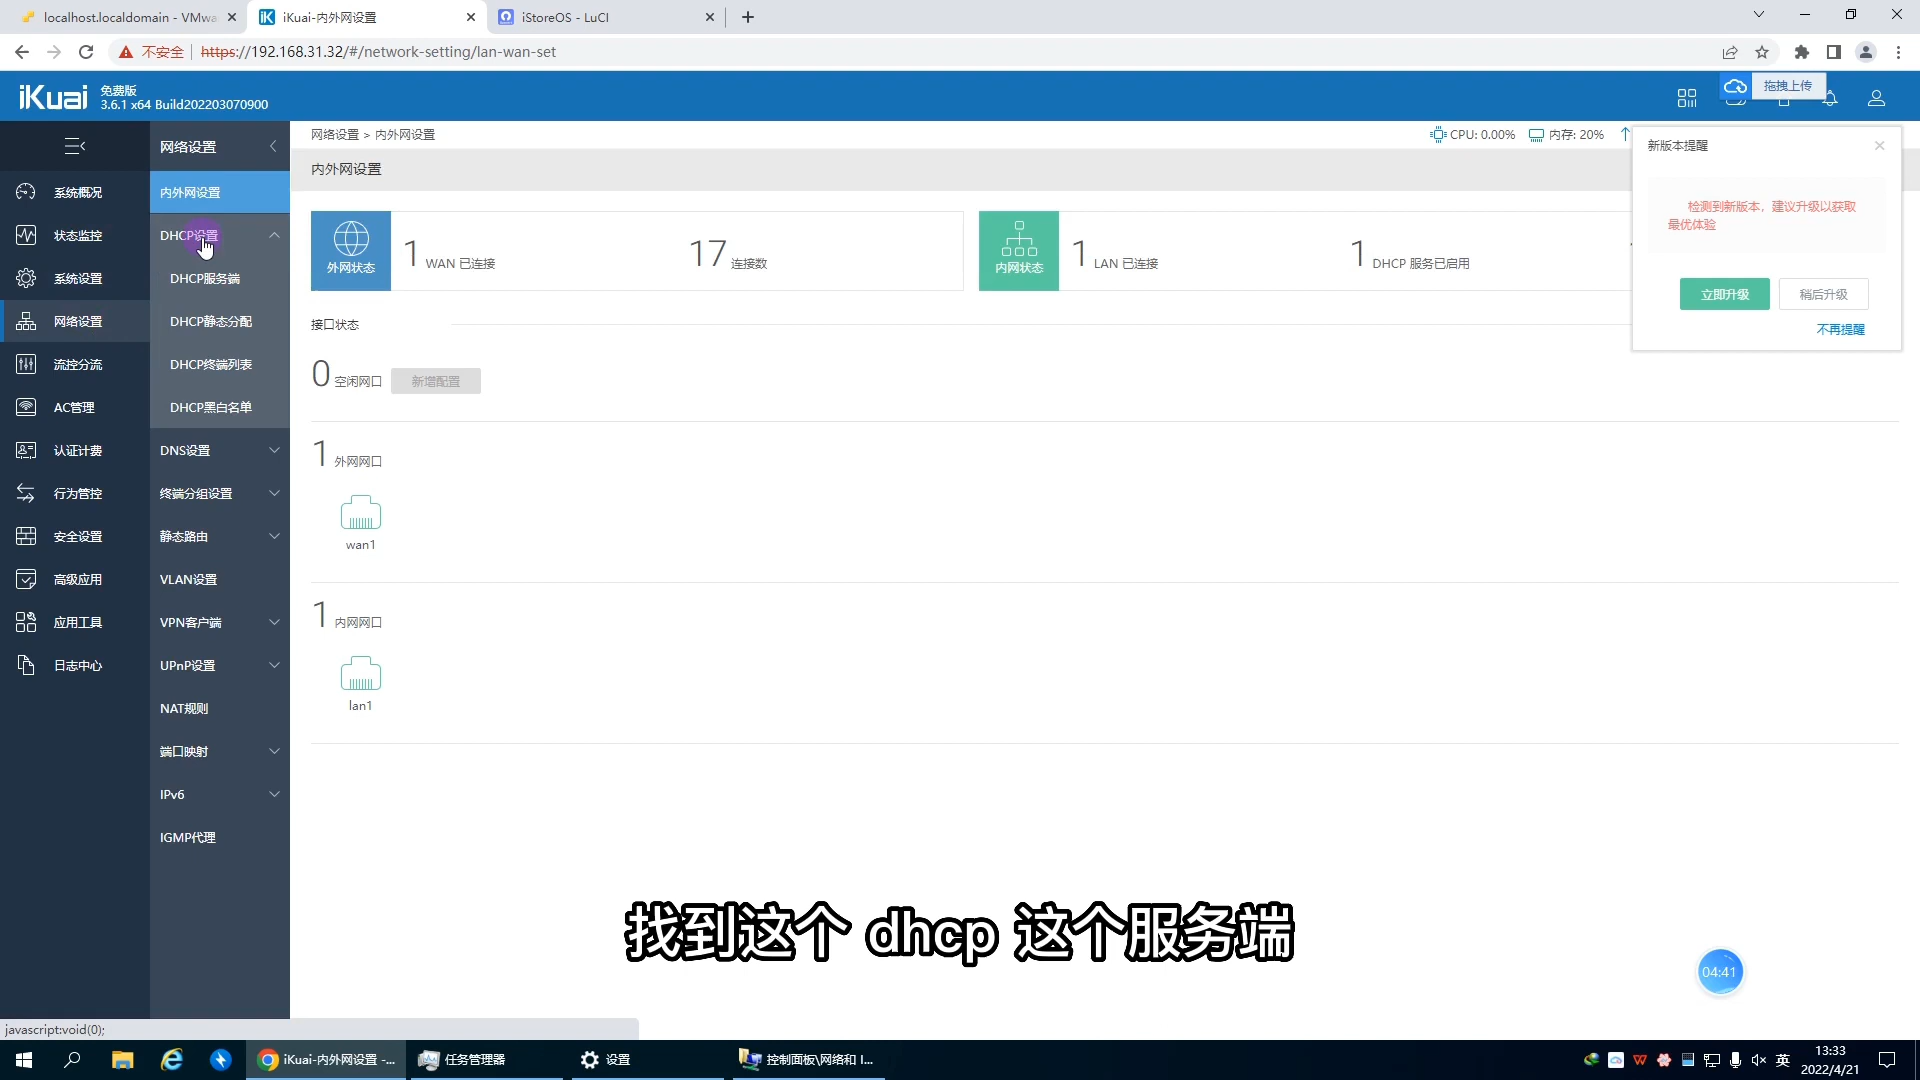 localhost.localdomain - VMwa
iKuai-内外网设置
iStoreOS - LuCI
不安全
https://192.168.31.32/#/network-setting/lan-wan-set
iKuai
免费版
3.6.1 x64 Build202203070900
拖拽上传
网络设置
网络设置 > 内外网设置
CPU: 0.00%
内存: 20%
新版本提醒
检测到新版本，建议升级以获取
最优体验
立即升级
稍后升级
不再提醒
系统概况
状态监控
系统设置
网络设置
流控分流
AC管理
认证计费
行为管控
安全设置
高级应用
应用工具
日志中心
内外网设置
DHCP设置
DHCP服务端
DHCP静态分配
DHCP终端列表
DHCP黑白名单
DNS设置
终端分组设置
静态路由
VLAN设置
VPN客户端
UPnP设置
NAT规则
端口映射
IPv6
IGMP代理
内外网设置
外网状态
1 WAN 已连接
17 连接数
内网状态
1 LAN 已连接
1 DHCP 服务已启用
接口状态
0 空闲网口
新增配置
1 外网网口
wan1
1 内网网口
lan1
找到这个 dhcp 这个服务端
04:41
javascript:void(0);
iKuai-内外网设置 -...
任务管理器
设置
控制面板\网络和 I...
英
13:33
2022/4/21